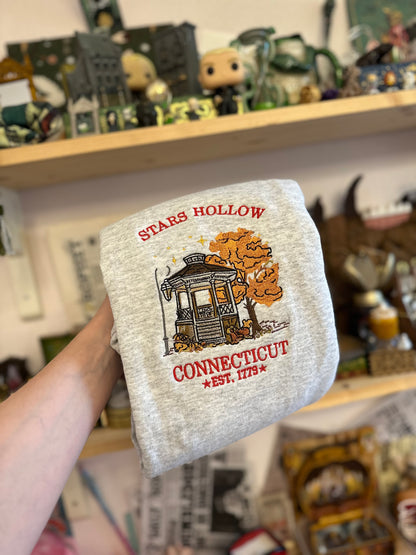 STARS HOLLOW
CONNECTICUT
★EST. 1779★